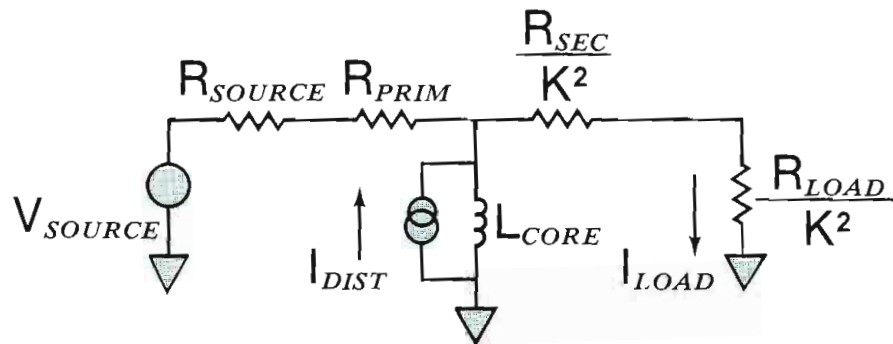 R_SEC
K²
R_SOURCE R_PRIM
R_LOAD
K²
V_SOURCE
I_DIST
L_CORE
I_LOAD